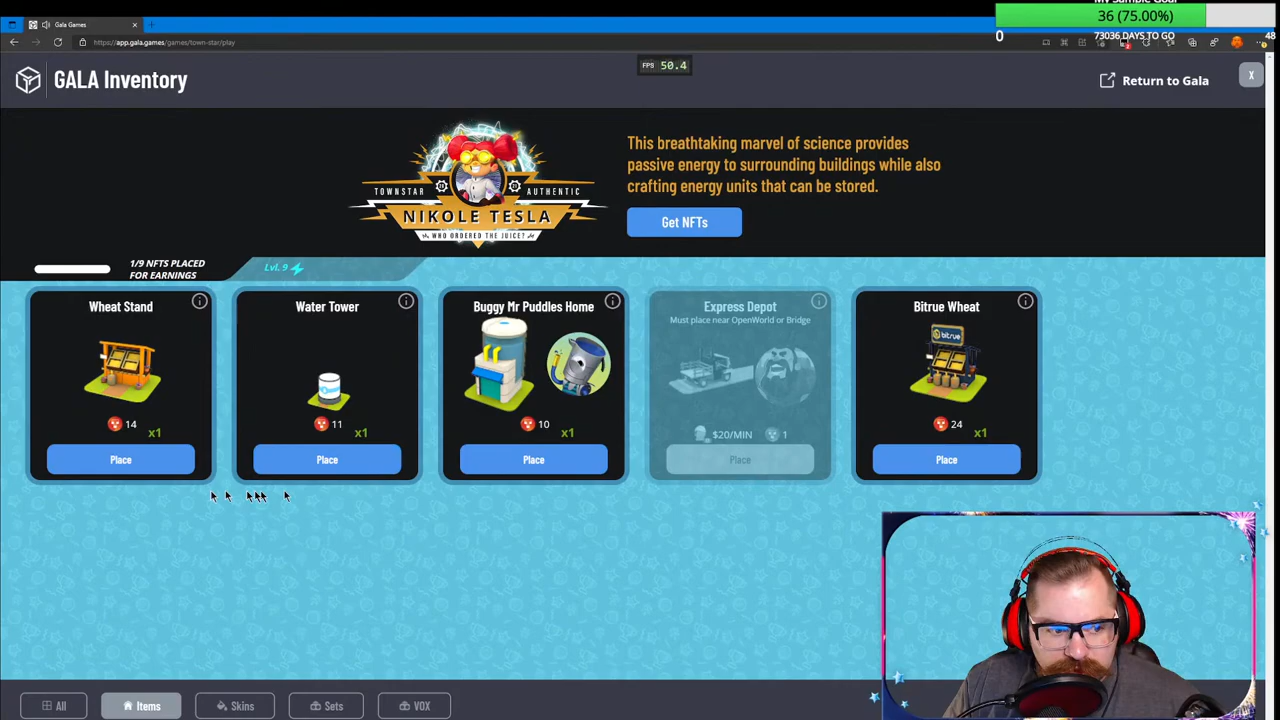 Gala Games
https://app.gala.games/games/town-star/play
My Sample Goal
36 (75.00%)
0
73036 DAYS TO GO
48
GALA Inventory
FPS 50.4
Return to Gala
X
TOWNSTAR
AUTHENTIC
NIKOLE TESLA
WHO ORDERED THE JUICE?
This breathtaking marvel of science provides
passive energy to surrounding buildings while also
crafting energy units that can be stored.
Get NFTs
1/9 NFTS PLACED
FOR EARNINGS
Lvl. 9
Wheat Stand
14
x1
Place
Water Tower
11
x1
Place
Buggy Mr Puddles Home
10
x1
Place
Express Depot
Must place near OpenWorld or Bridge
$20/MIN
1
Place
Bitrue Wheat
bitrue
24
x1
Place
All
Items
Skins
Sets
VOX